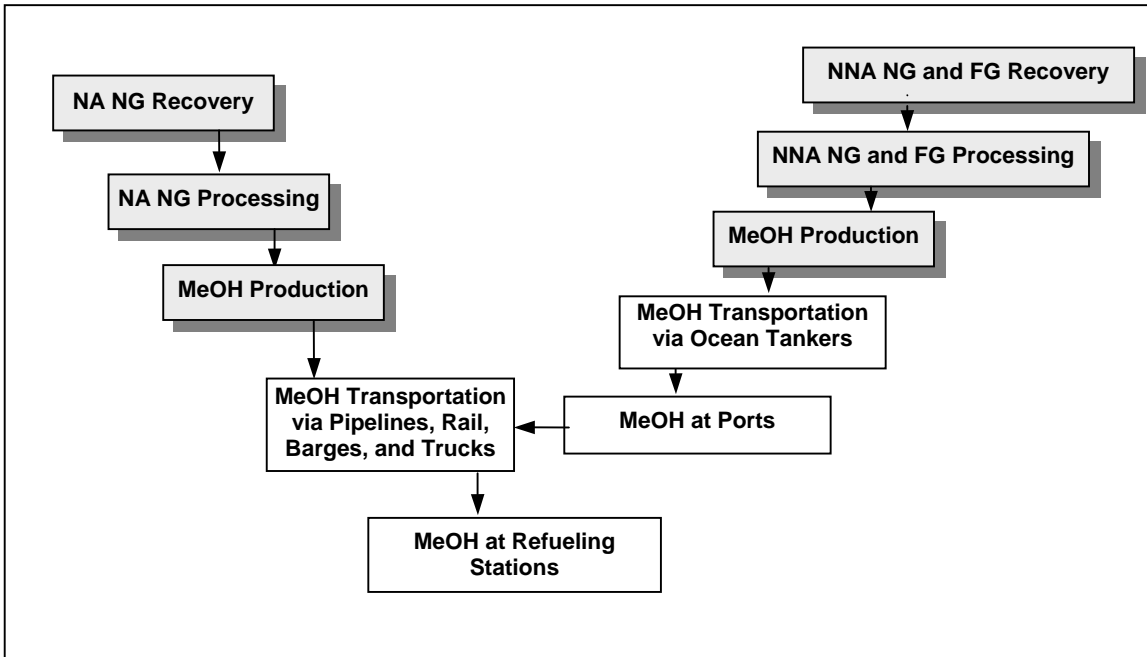 NA NG Recovery
NNA NG and FG Recovery
NA NG Processing
NNA NG and FG Processing
MeOH Production
MeOH Production
MeOH Transportation
via Ocean Tankers
MeOH Transportation
via Pipelines, Rail,
Barges, and Trucks
MeOH at Ports
MeOH at Refueling
Stations